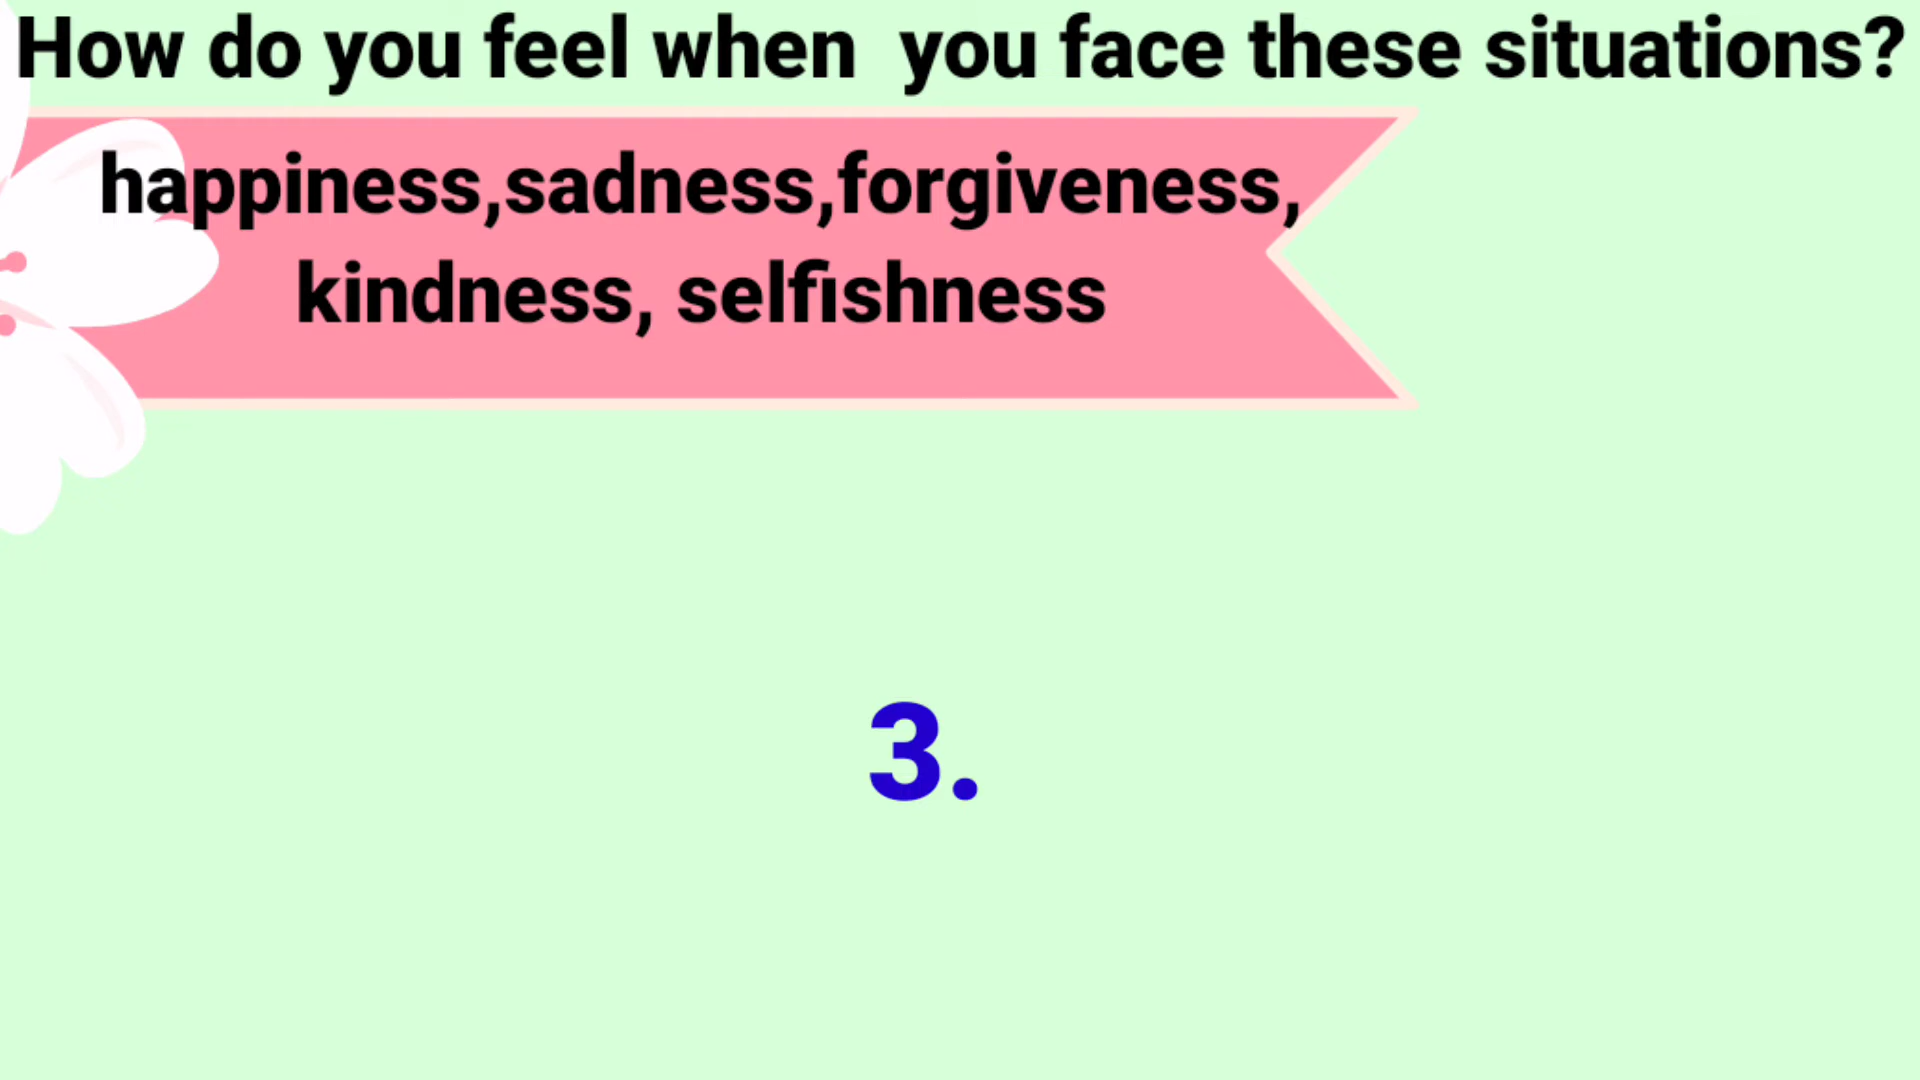 How do you feel when  you face these situations?
happiness,sadness,forgiveness,
kindness, selfishness
3.